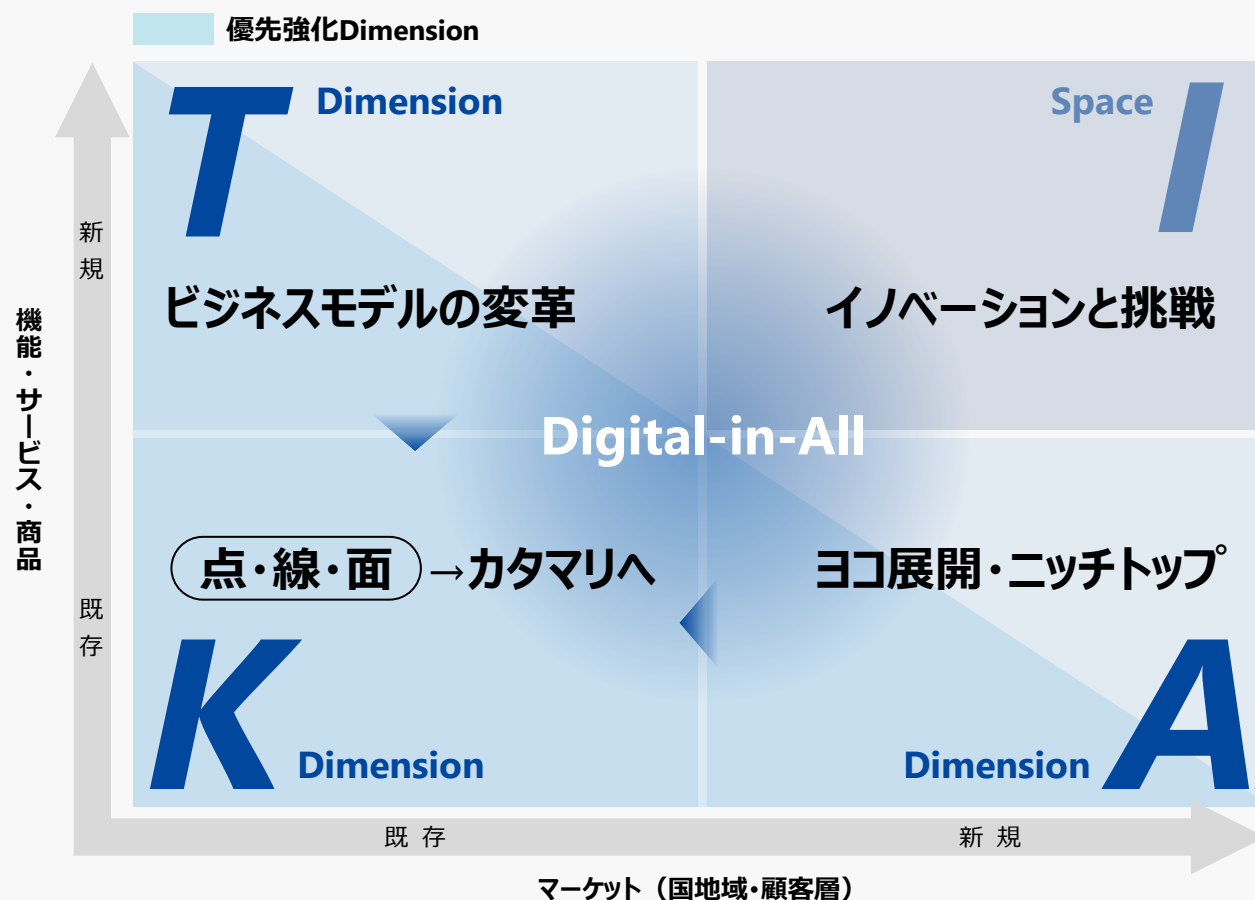 優先強化Dimension
T Dimension
Space I
ビジネスモデルの変革
イノベーションと挑戦
Digital-in-All
点・線・面→カタマリへ
ヨコ展開・ニッチトップ
K Dimension
Dimension A
機能・サービス・商品
新規
既存
既存
新規
マーケット（国地域・顧客層）